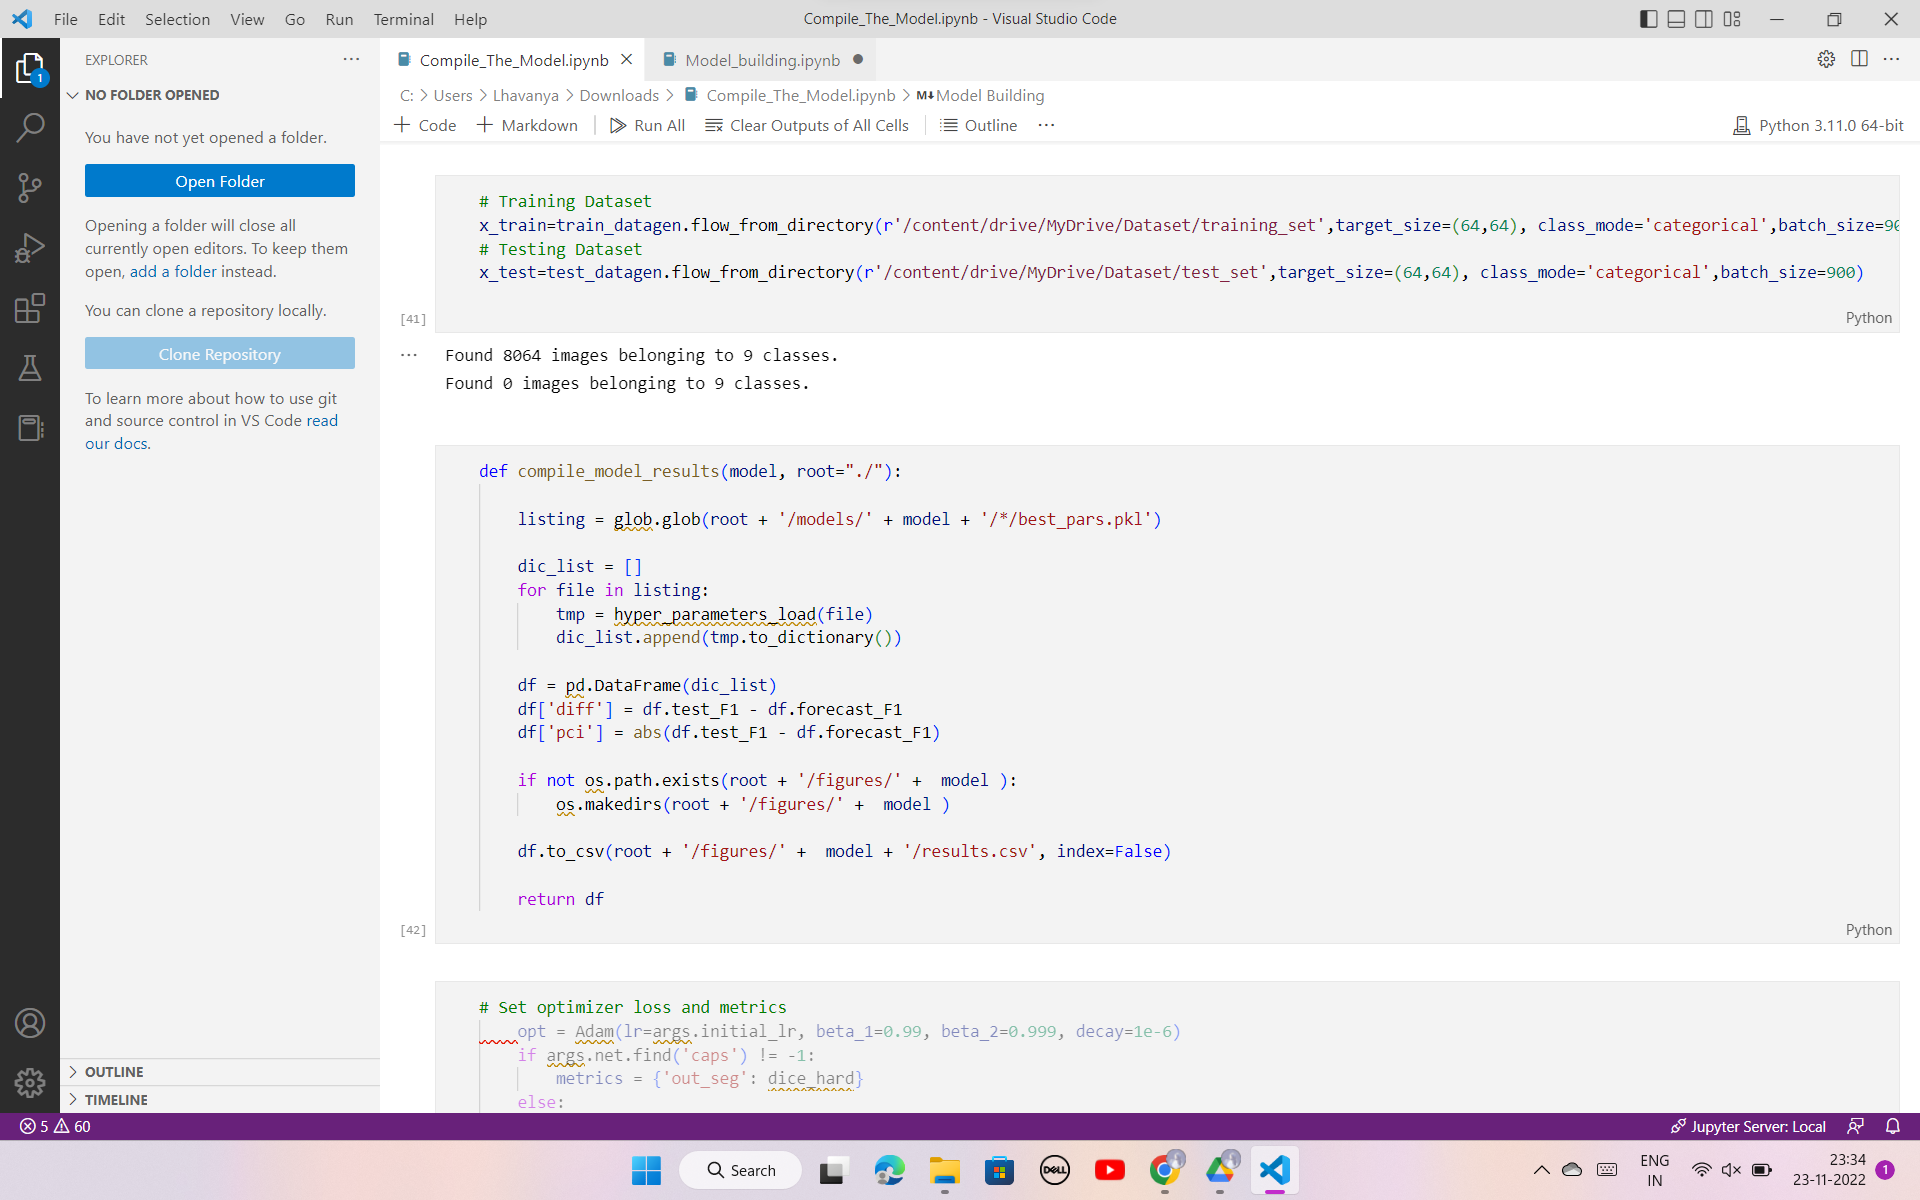 File Edit Selection View Go Run Terminal Help
Compile_The_Model.ipynb - Visual Studio Code
EXPLORER
NO FOLDER OPENED
You have not yet opened a folder.
Open Folder
Opening a folder will close all
currently open editors. To keep them
open, add a folder instead.
You can clone a repository locally.
Clone Repository
To learn more about how to use git
and source control in VS Code read
our docs.
OUTLINE
TIMELINE
1
Compile_The_Model.ipynb
Model_building.ipynb
C: > Users > Lhavanya > Downloads > Compile_The_Model.ipynb > M↓Model Building
+ Code + Markdown Run All Clear Outputs of All Cells Outline ...
Python 3.11.0 64-bit
# Training Dataset
x_train=train_datagen.flow_from_directory(r'/content/drive/MyDrive/Dataset/training_set',target_size=(64,64), class_mode='categorical',batch_size=90
# Testing Dataset
x_test=test_datagen.flow_from_directory(r'/content/drive/MyDrive/Dataset/test_set',target_size=(64,64), class_mode='categorical',batch_size=900)
[41]
Python
Found 8064 images belonging to 9 classes.
Found 0 images belonging to 9 classes.
def compile_model_results(model, root="./"):
listing = glob.glob(root + '/models/' + model + '/*/best_pars.pkl')
dic_list = []
for file in listing:
tmp = hyper_parameters_load(file)
dic_list.append(tmp.to_dictionary())
df = pd.DataFrame(dic_list)
df['diff'] = df.test_F1 - df.forecast_F1
df['pci'] = abs(df.test_F1 - df.forecast_F1)
if not os.path.exists(root + '/figures/' +  model ):
os.makedirs(root + '/figures/' +  model )
df.to_csv(root + '/figures/' +  model + '/results.csv', index=False)
return df
[42]
Python
# Set optimizer loss and metrics
opt = Adam(lr=args.initial_lr, beta_1=0.99, beta_2=0.999, decay=1e-6)
if args.net.find('caps') != -1:
metrics = {'out_seg': dice_hard}
else:
5 60
Jupyter Server: Local
Search
DELL
ENG
IN
23:34
23-11-2022
1